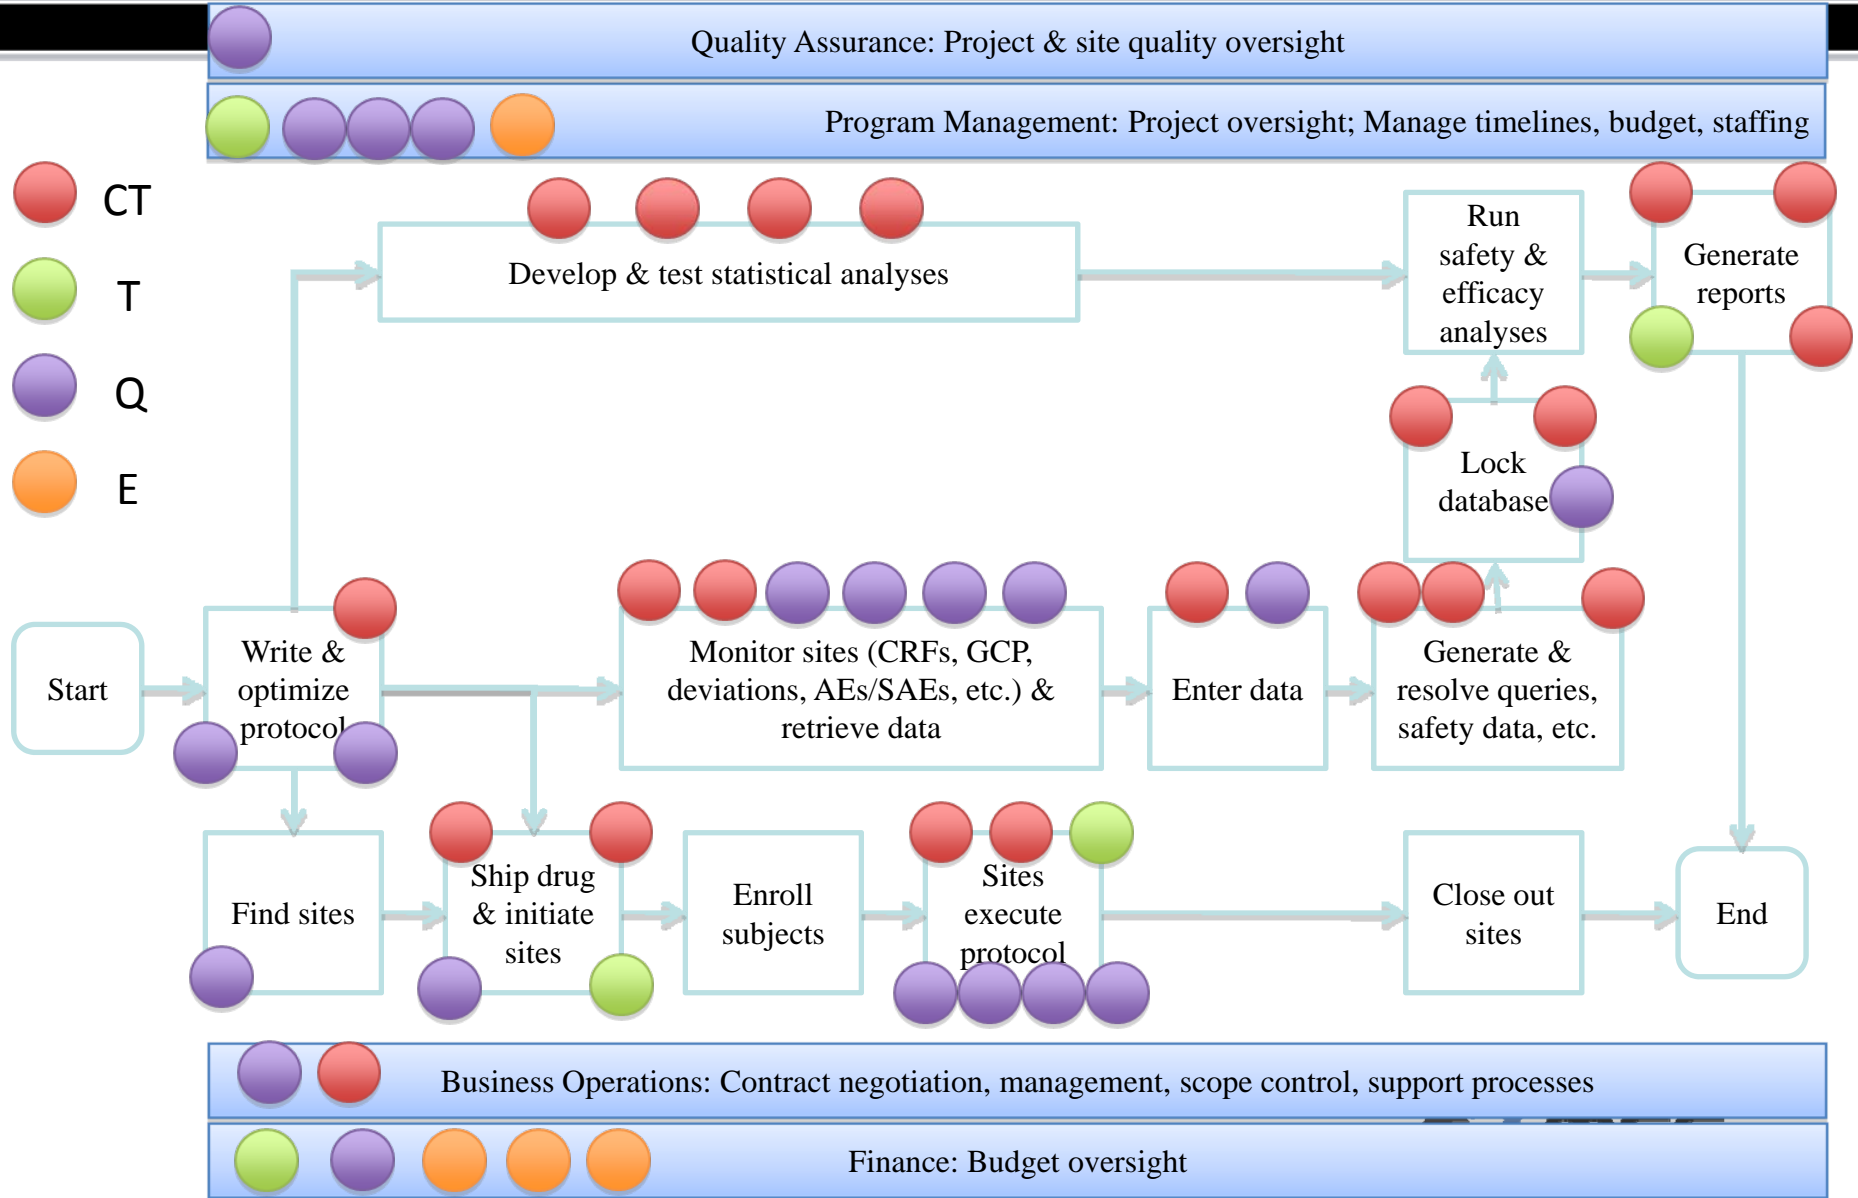 Quality Assurance: Project & site quality oversight
Program Management: Project oversight; Manage timelines, budget, staffing
CT
T
Q
E
Develop & test statistical analyses
Run
safety &
efficacy
analyses
Generate
reports
Lock
database
Start
Write &
optimize
protocol
Monitor sites (CRFs, GCP,
deviations, AEs/SAEs, etc.) &
retrieve data
Enter data
Generate &
resolve queries,
safety data, etc.
Find sites
Ship drug
& initiate
sites
Enroll
subjects
Sites
execute
protocol
Close out
sites
End
Business Operations: Contract negotiation, management, scope control, support processes
Finance: Budget oversight